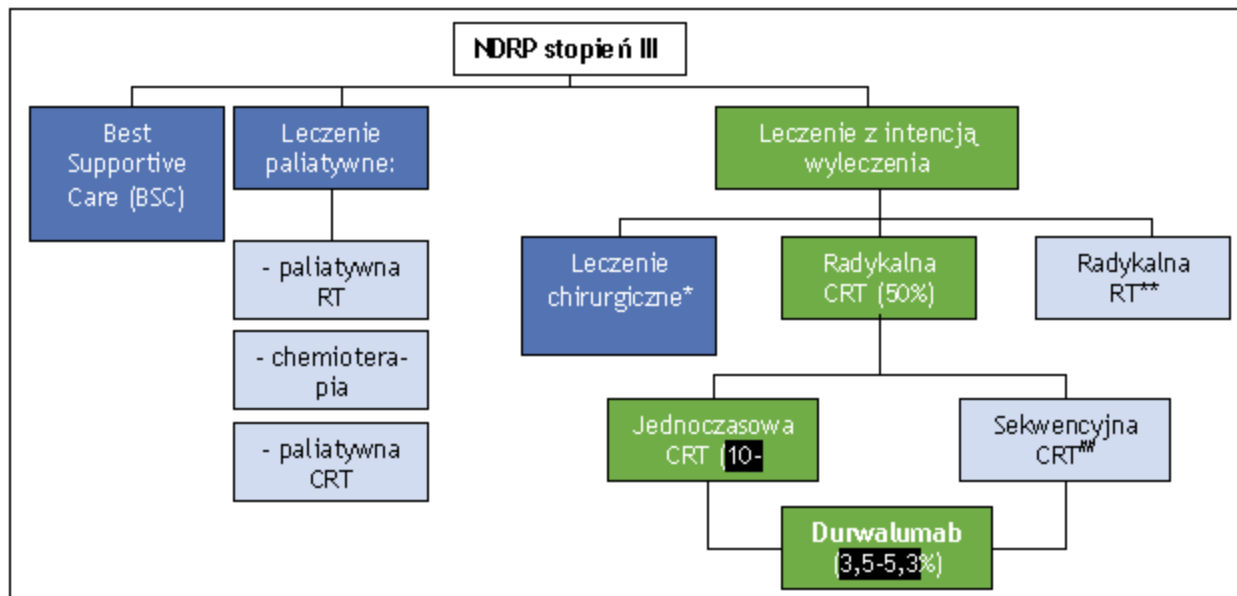 NDRP stopień III
Best
Supportive
Care (BSC)
Leczenie
paliatywne:
- paliatywna
RT
- chemiotera-
pia
- paliatywna
CRT
Leczenie z intencją
wyleczenia
Leczenie
chirurgiczne*
Radykalna
CRT (50%)
Radykalna
RT**
Jednoczasowa
CRT (10-
Sekwencyjna
CRT##
Durwalumab
(3,5-5,3%)